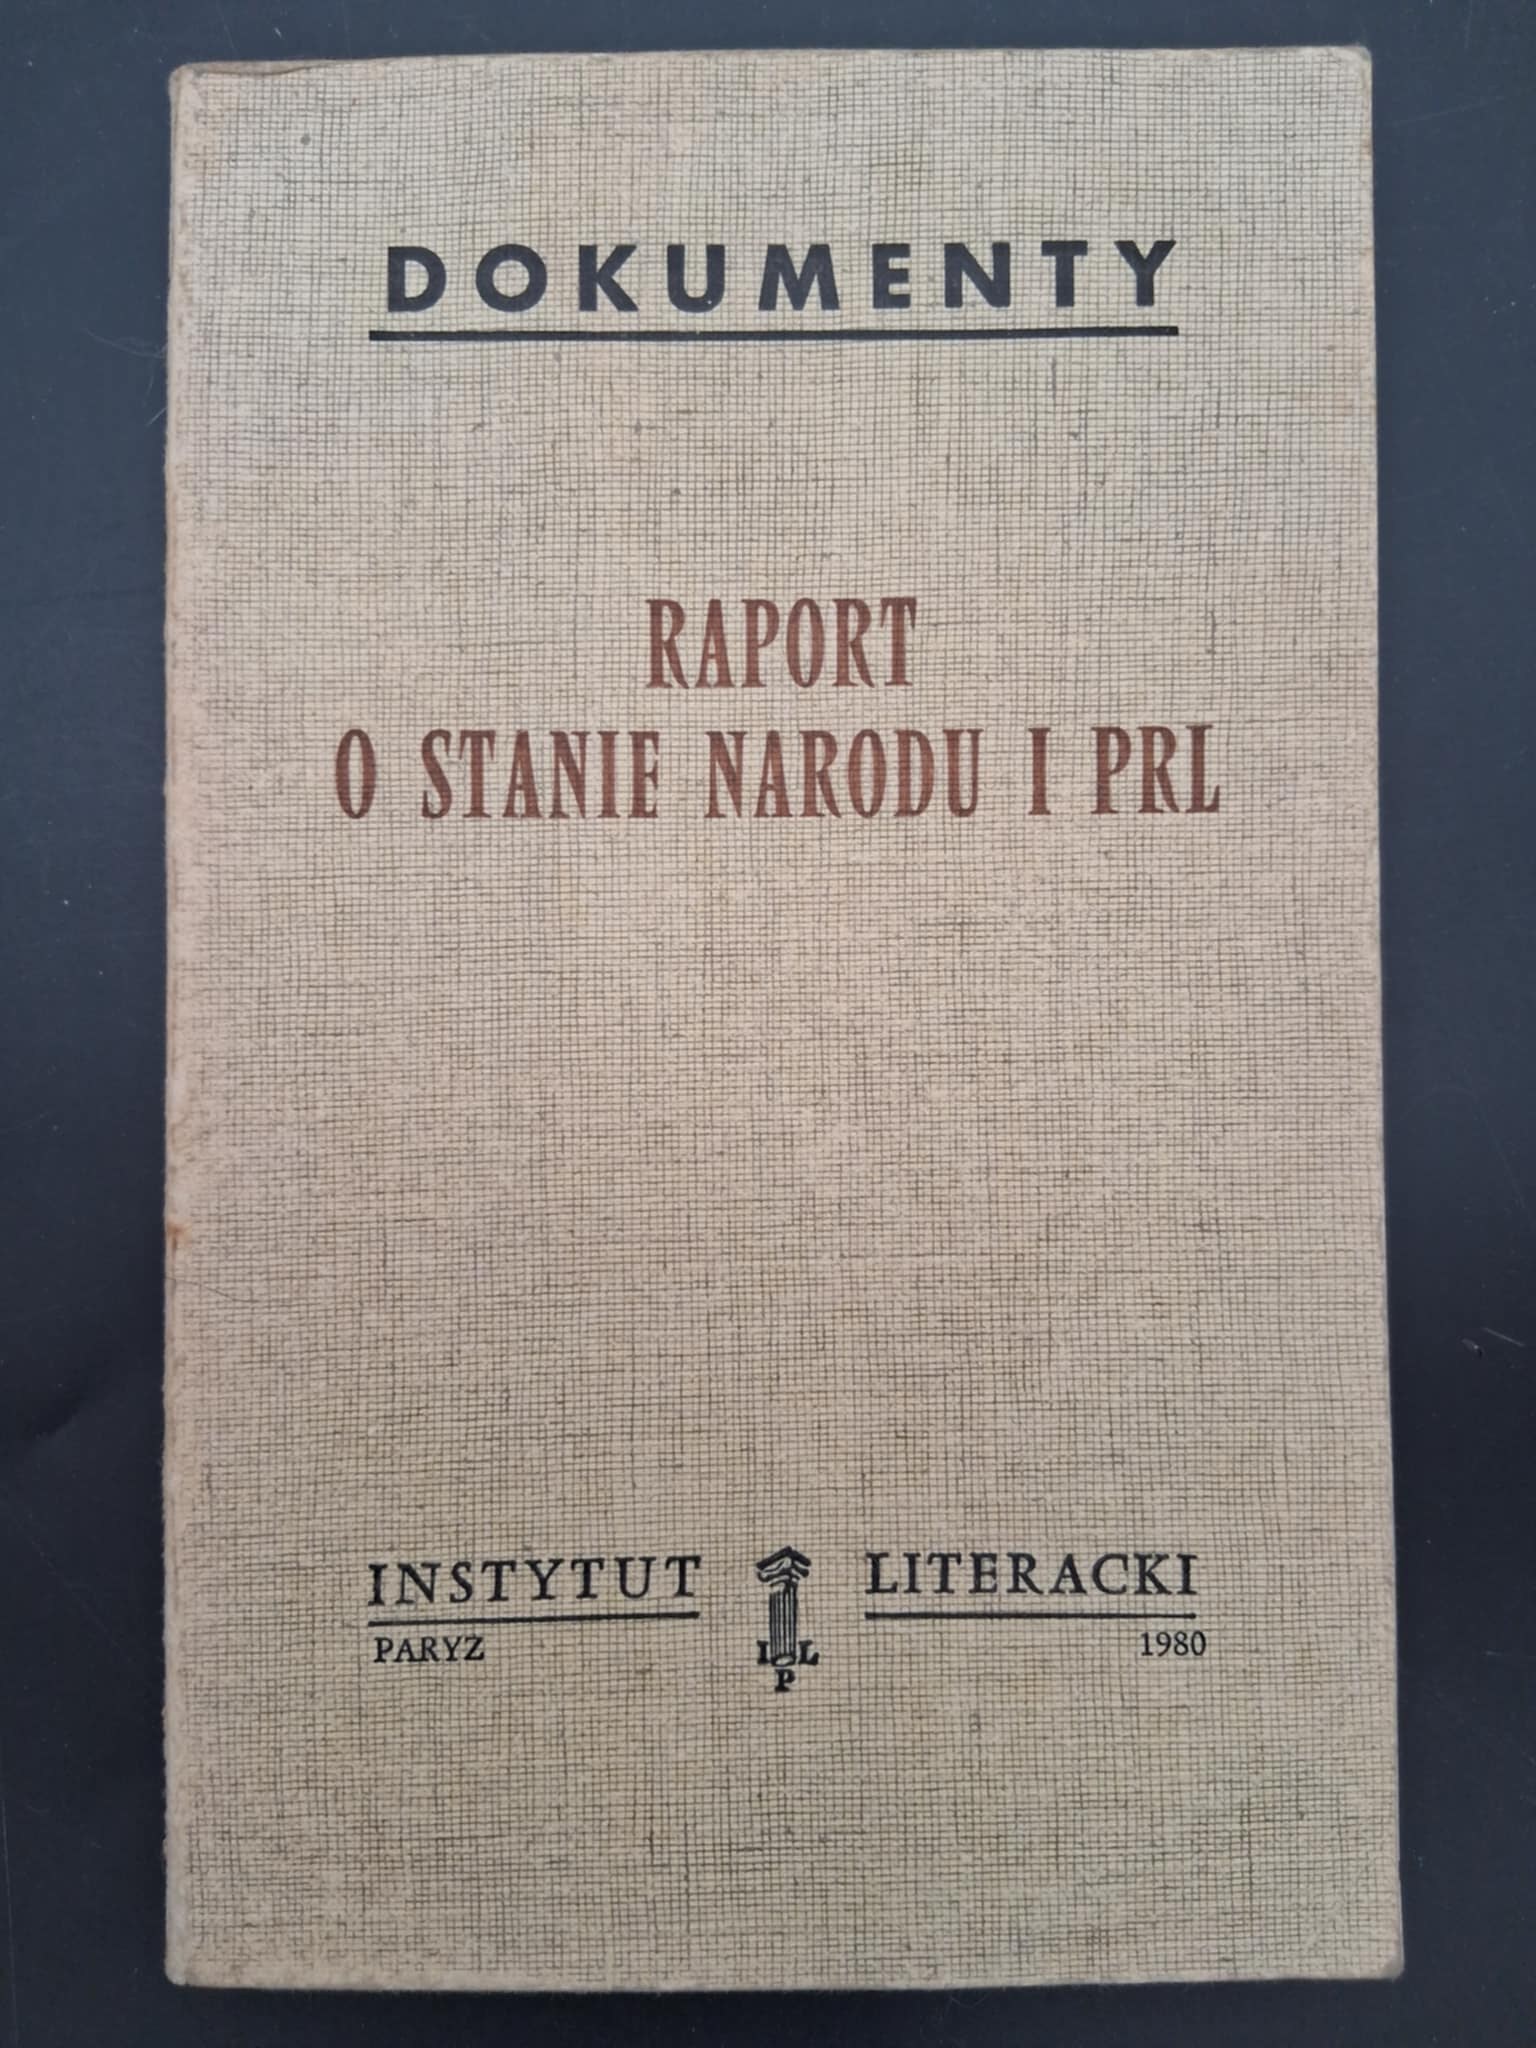 DOKUMENTY
RAPORT
O STANIE NARODU I PRL
INSTYTUT LITERACKI
PARYZ 1980
I L
P